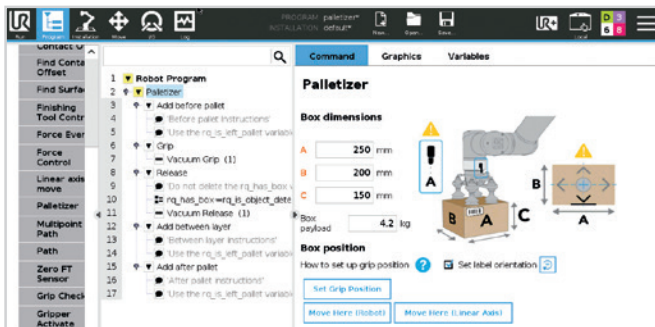 PROGRAM palletizer*
INSTALLATION default*
Run
Program
Installation
Move
I/O
Log
New...
Open...
Save...
UR+
Local
D 3
6 8
Find Conta
Offset
Find Surfa
Finishing
Tool Contr
Force Ever
Force
Control
Linear axis
move
Palletizer
Multipoint
Path
Path
Zero FT
Sensor
Grip Check
Gripper
Activate
1 Robot Program
2 Palletizer
3 Add before pallet
4 'Before pallet instructions'
5 'Use the rq_is_left_pallet variabl
6 Grip
7 Vacuum Grip (1)
8 Release
9 'Do not delete the rq_has_box v
10 rq_has_box=rq_is_object_dete
11 Vacuum Release (1)
12 Add between layer
13 'Between layer instructions'
14 'Use the rq_is_left_pallet variabl
15 Add after pallet
16 'After pallet instructions'
17 'Use the rq_is_left_pallet variabl
Command Graphics Variables
Palletizer
Box dimensions
A 250 mm
B 200 mm
C 150 mm
Box
payload 4.2 kg
A
B A C
B
A
Box position
How to set up grip position ? Set label orientation
Set Grip Position
Move Here (Robot) Move Here (Linear Axis)